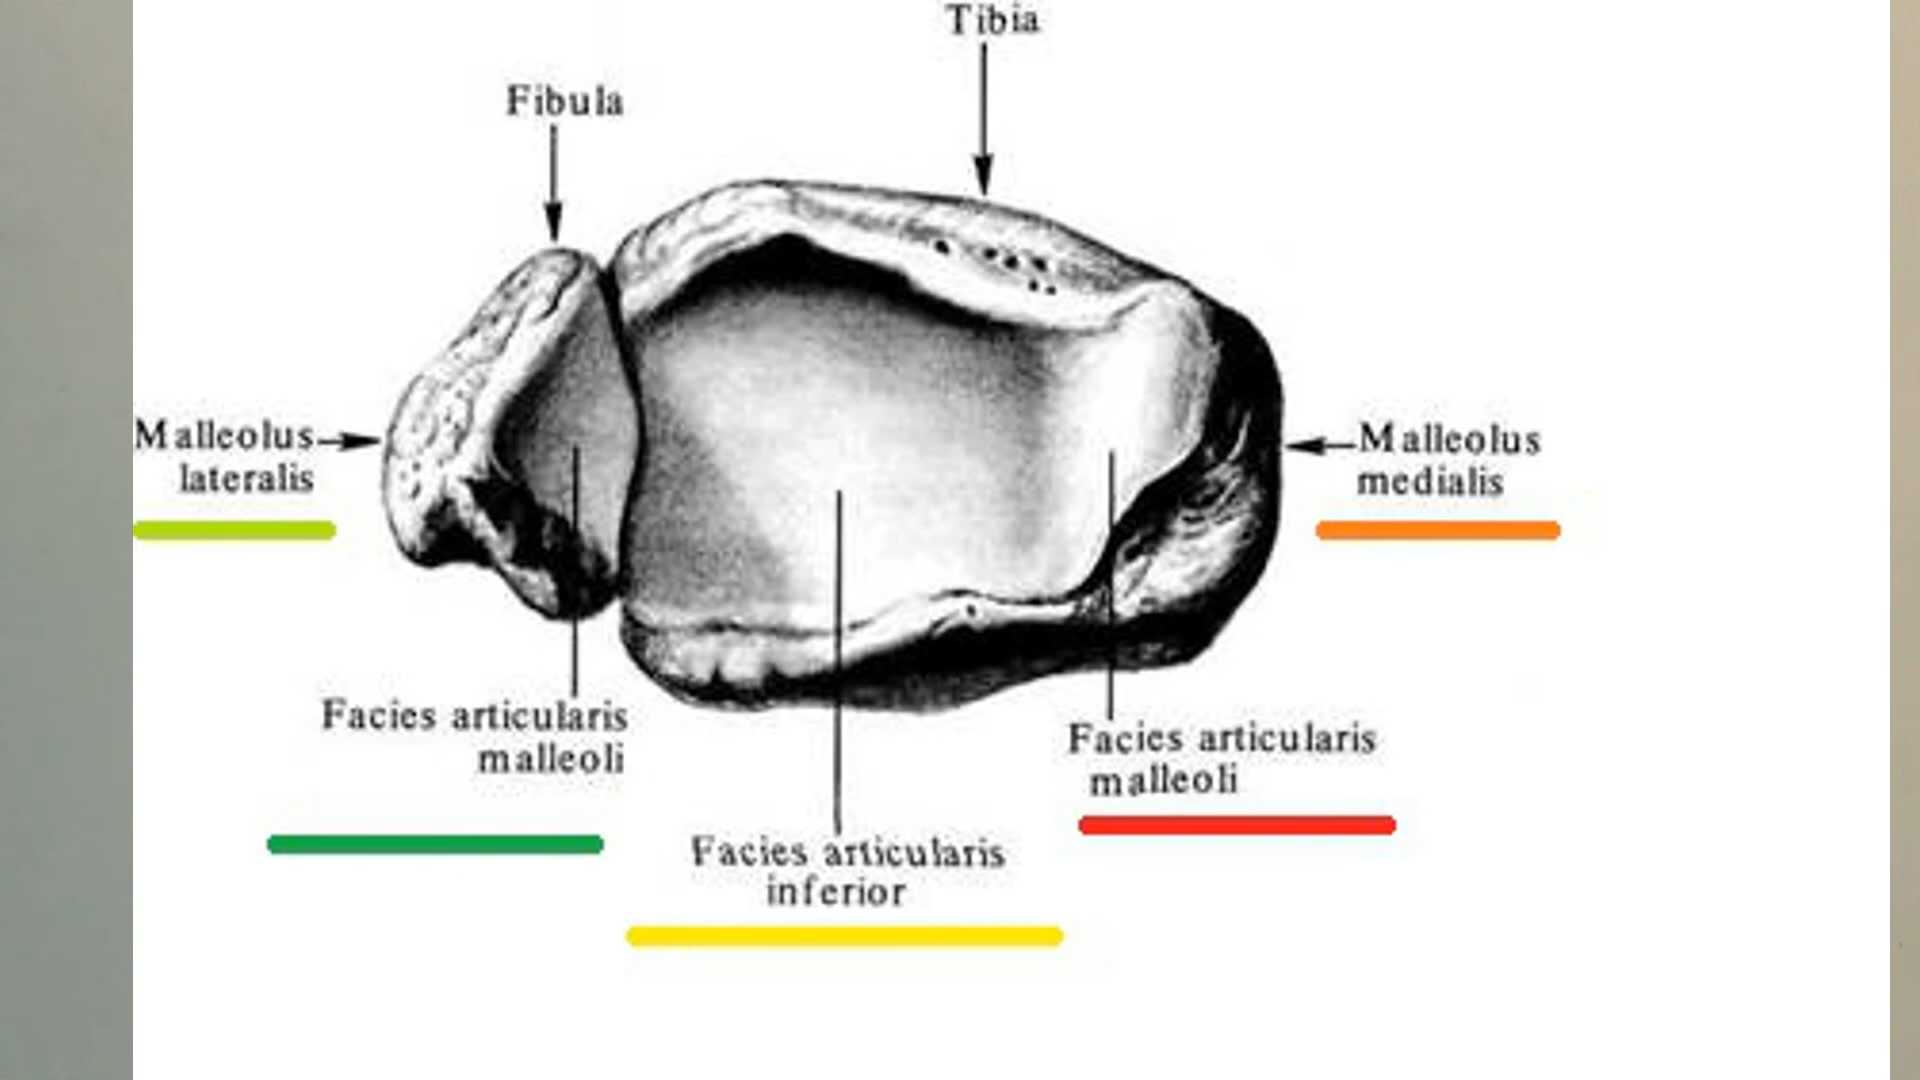 Tibia
Fibula
Malleolus
lateralis
Malleolus
medialis
Facies articularis
malleoli
Facies articularis
malleoli
Facies articularis
inferior